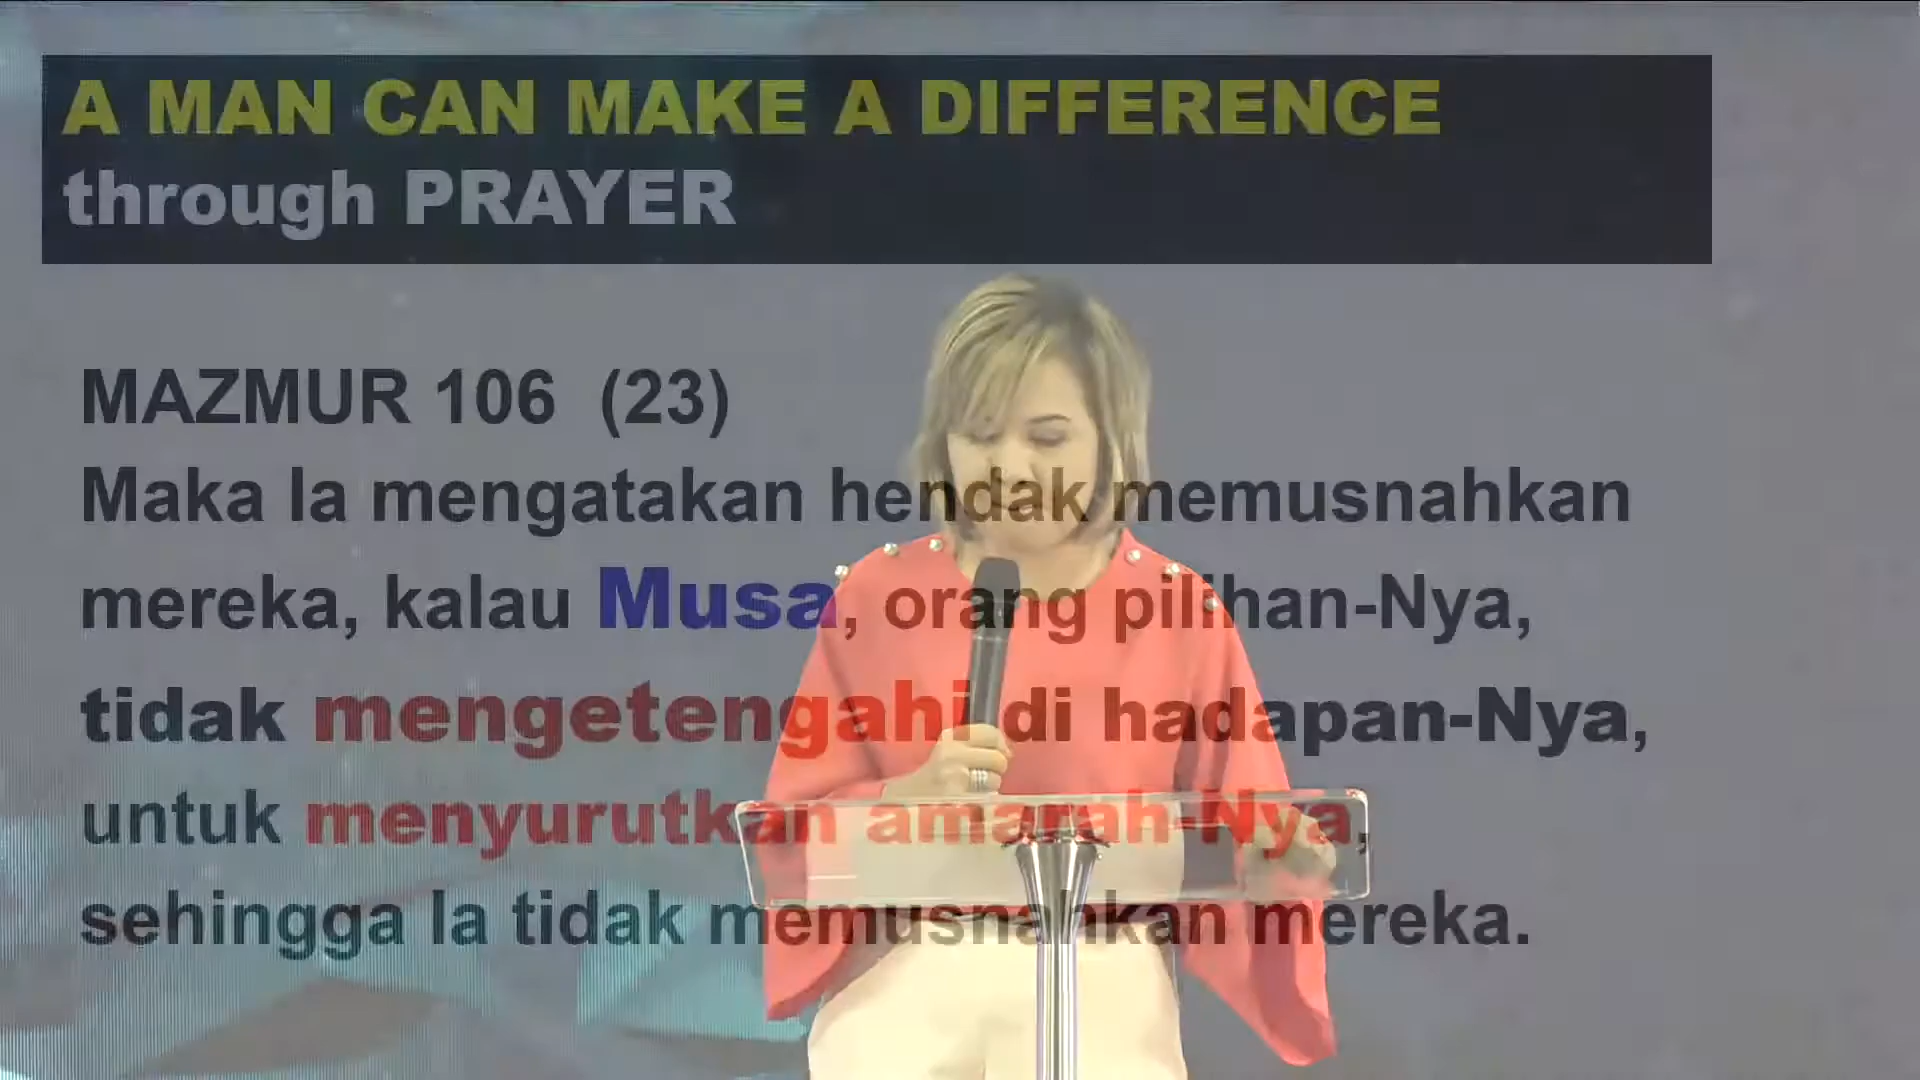 A MAN CAN MAKE A DIFFERENCE
through PRAYER
MAZMUR 106 (23)
Maka Ia mengatakan hendak memusnahkan
mereka, kalau Musa, orang pilihan-Nya,
tidak mengetengahi di hadapan-Nya,
untuk menyurutkan amarah-Nya,
sehingga Ia tidak memusnahkan mereka.